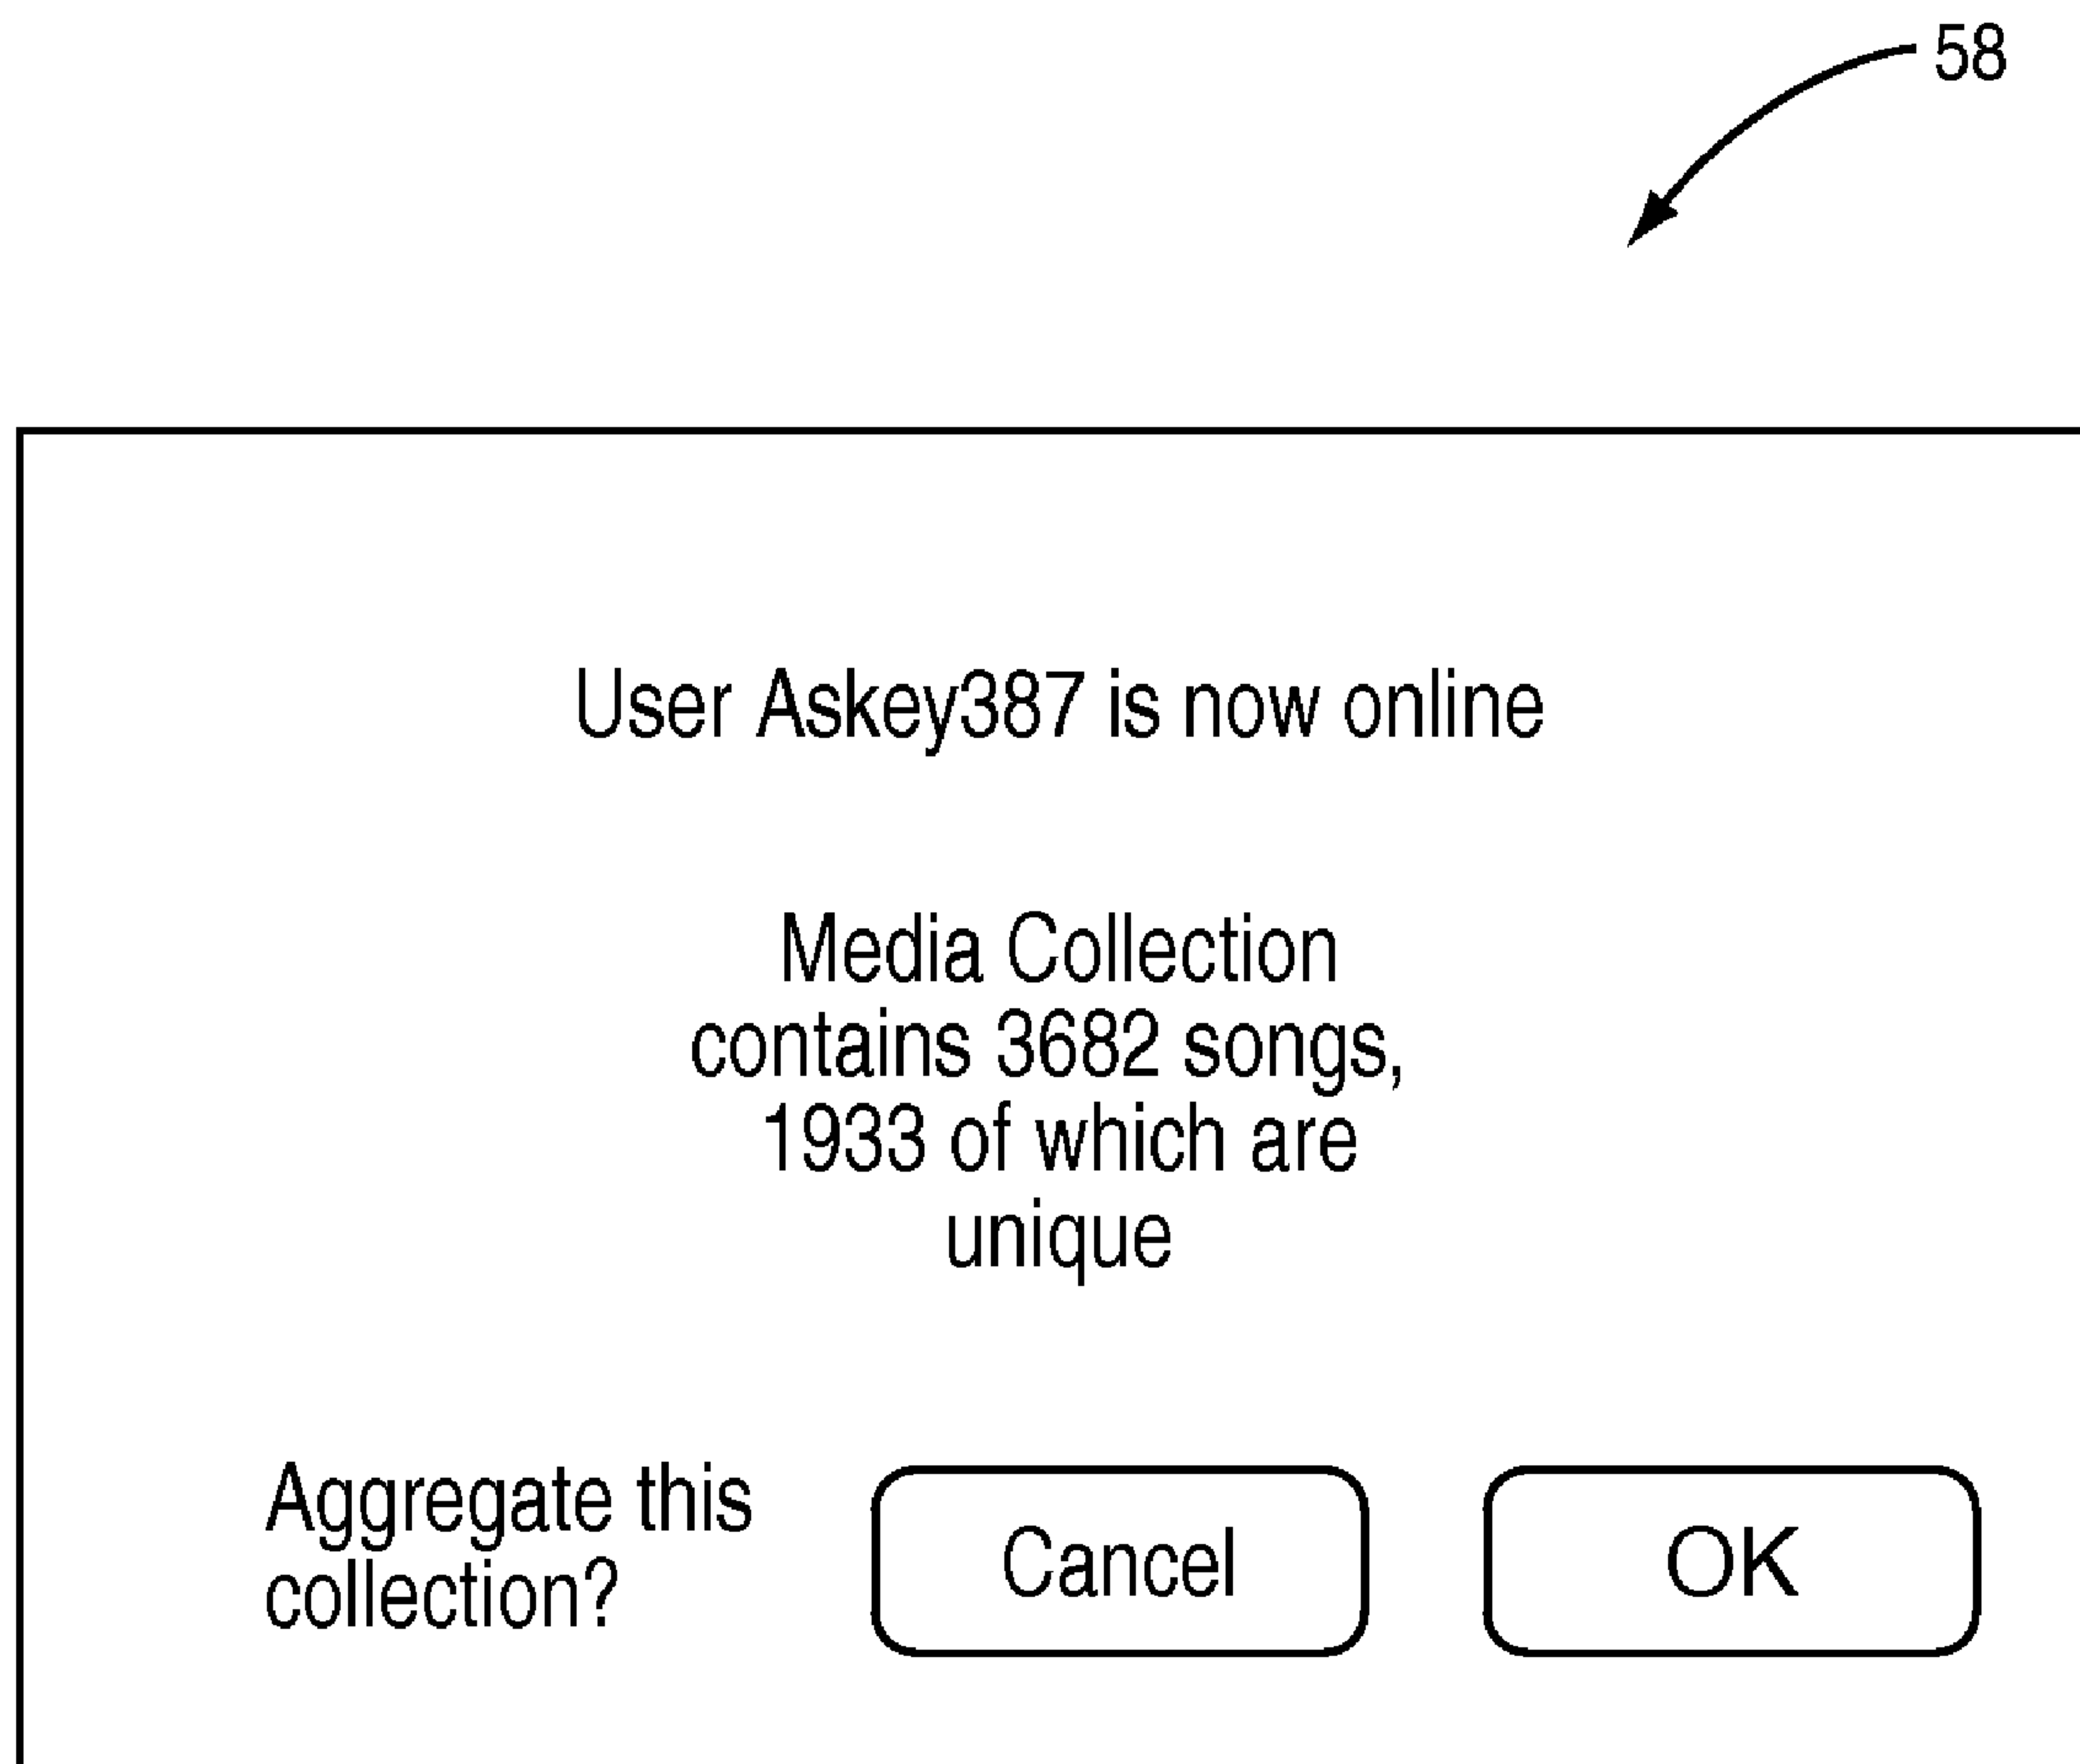 58
User Askey387 is now online
Media Collection
contains 3682 songs,
1933 of which are
unique
Aggregate this
collection?
Cancel
OK